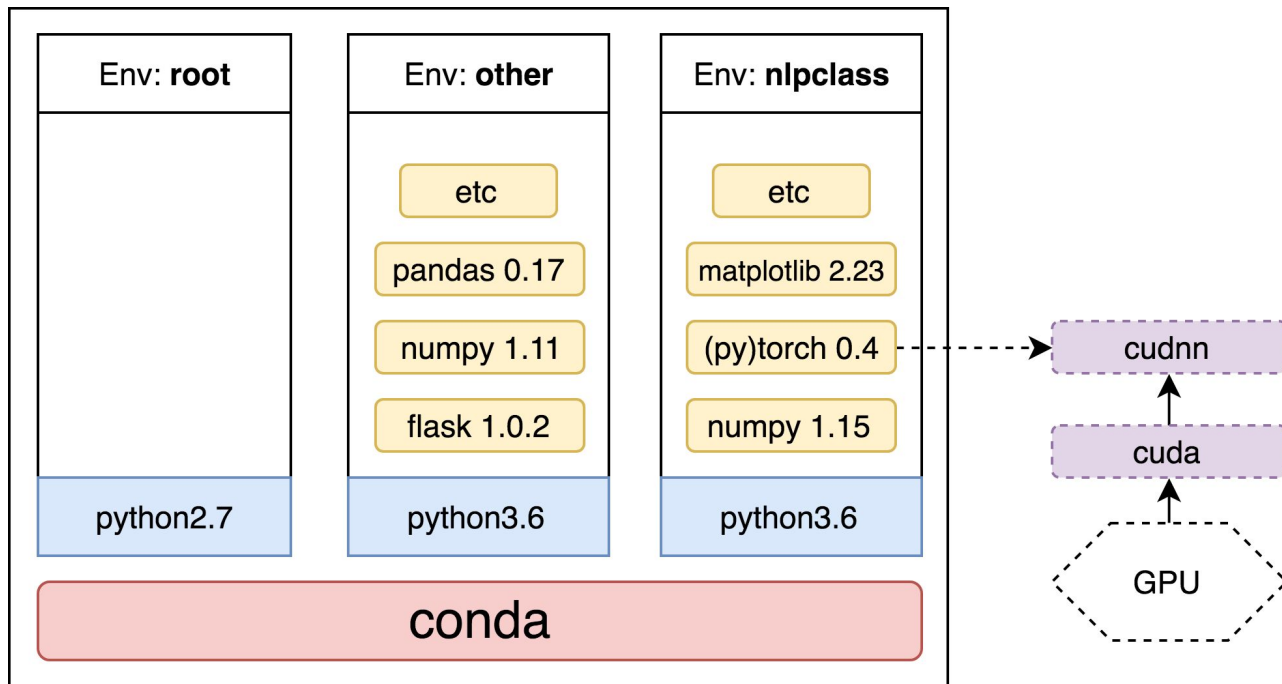 Env: root
Env: other
Env: nlpclass
etc
etc
pandas 0.17
matplotlib 2.23
numpy 1.11
(py)torch 0.4
cudnn
flask 1.0.2
numpy 1.15
cuda
python2.7
python3.6
python3.6
GPU
conda